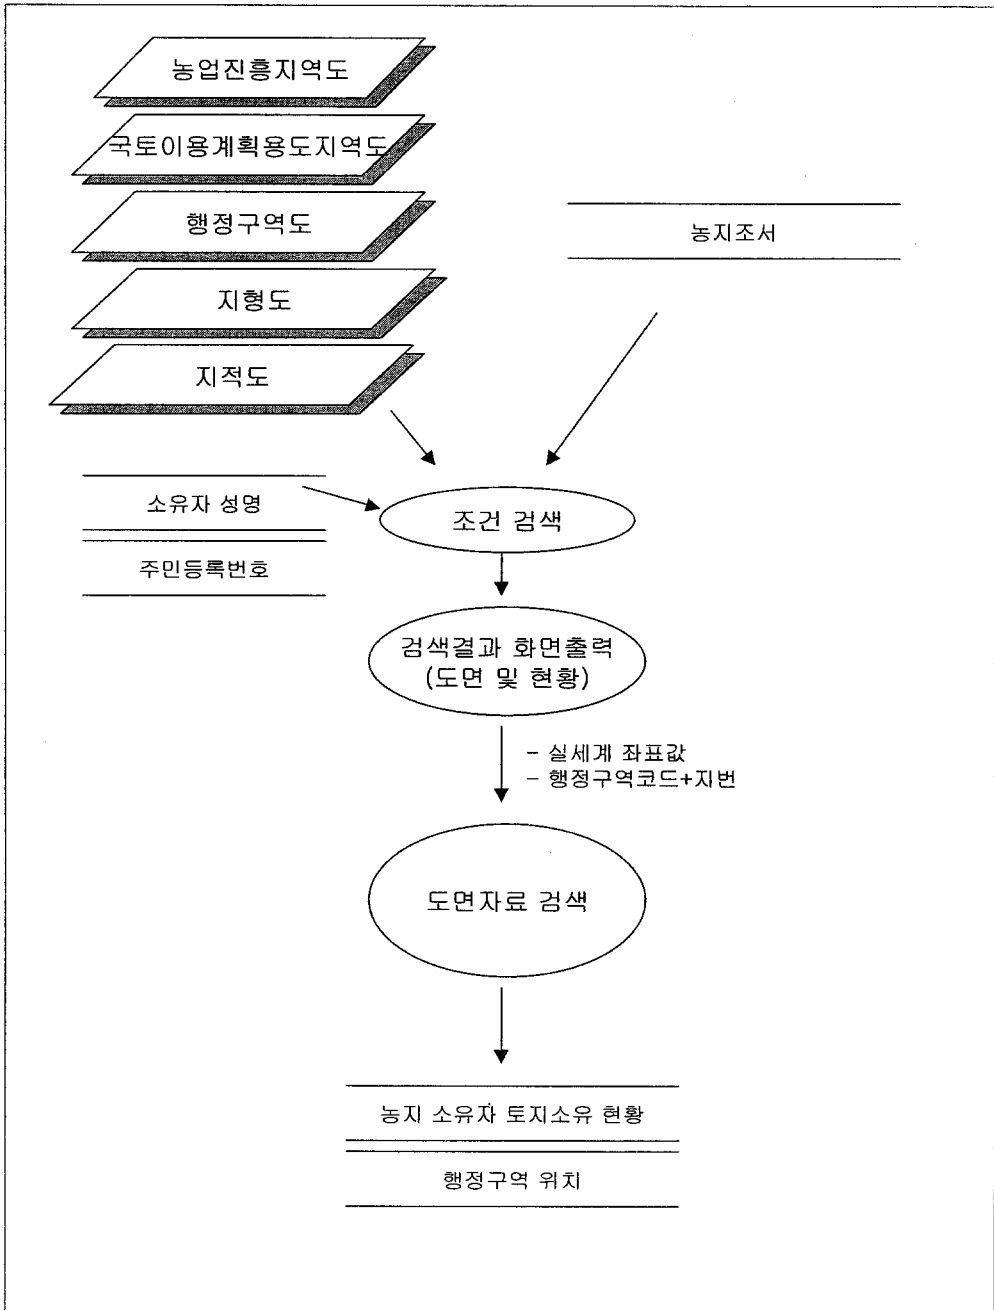 농업진흥지역도
국토이용계획용도지역도
행정구역도
지형도
지적도
농지조서
소유자 성명
주민등록번호
조건 검색
검색결과 화면출력
(도면 및 현황)
- 실세계 좌표값
- 행정구역코드+지번
도면자료 검색
농지 소유자 토지소유 현황
행정구역 위치